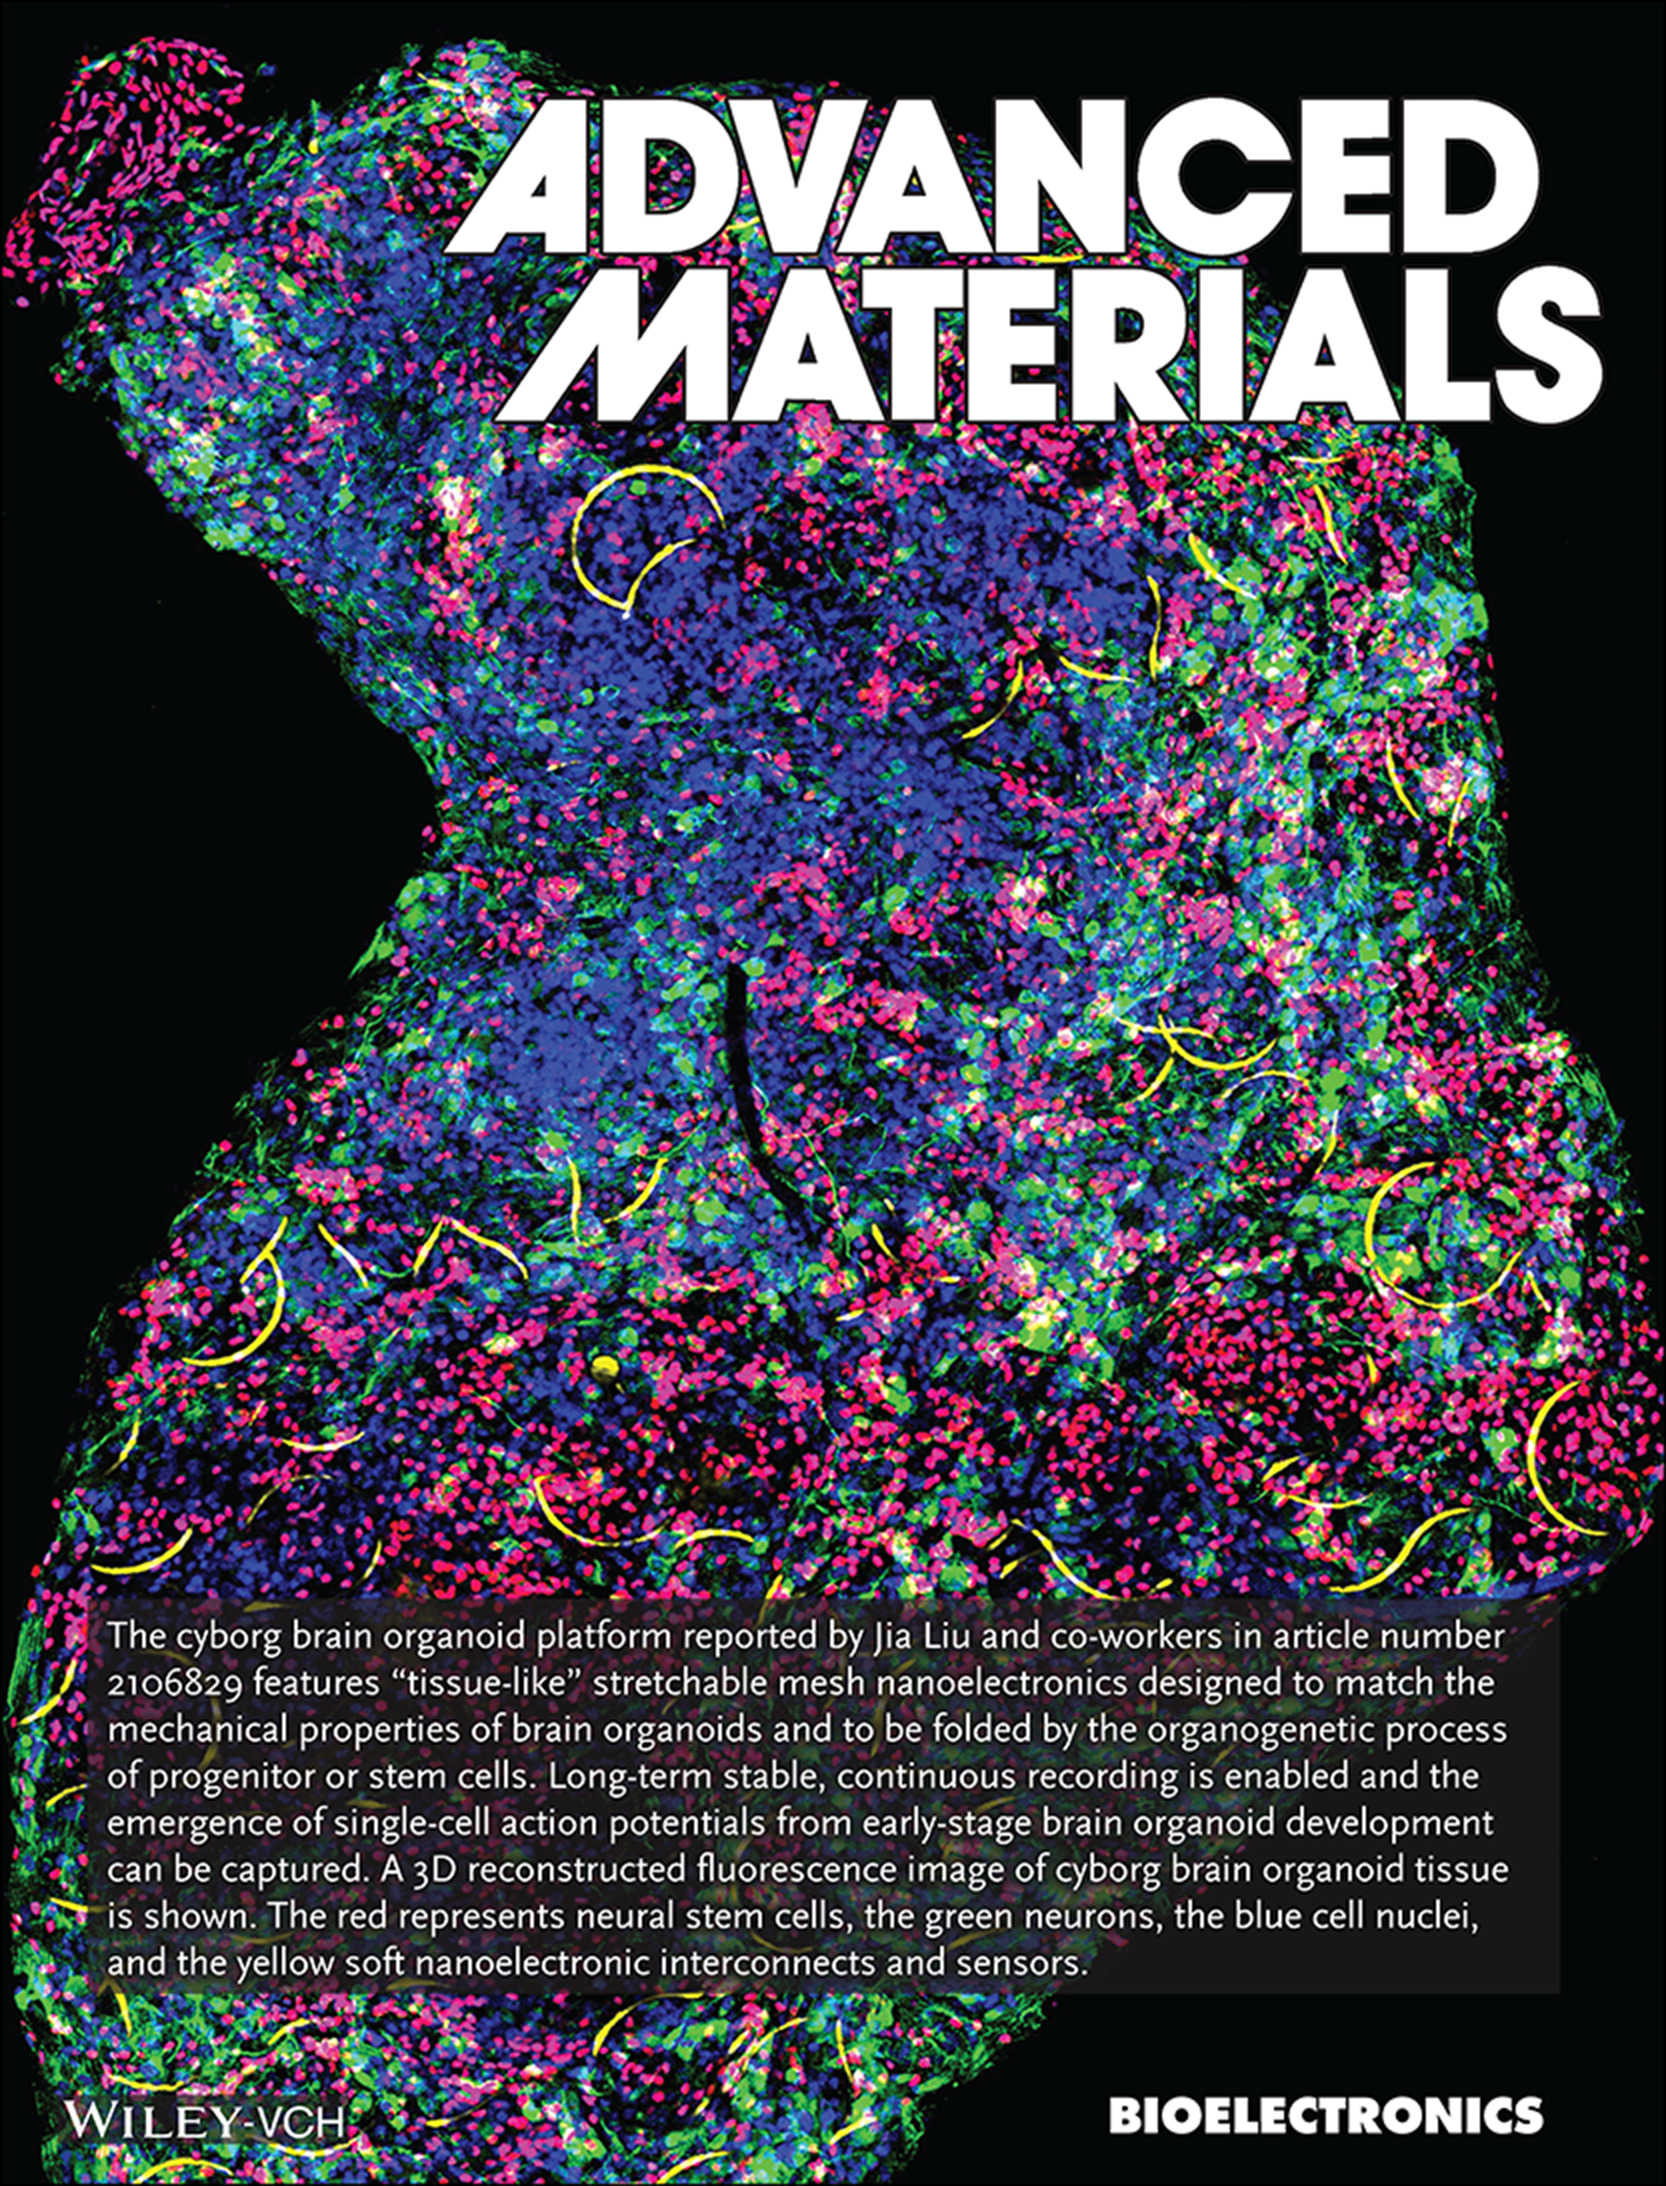 ADVANCED
MATERIALS
The cyborg brain organoid platform reported by Jia Liu and co-workers in article number
2106829 features “tissue-like” stretchable mesh nanoelectronics designed to match the
mechanical properties of brain organoids and to be folded by the organogenetic process
of progenitor or stem cells. Long-term stable, continuous recording is enabled and the
emergence of single-cell action potentials from early-stage brain organoid development
can be captured. A 3D reconstructed fluorescence image of cyborg brain organoid tissue
is shown. The red represents neural stem cells, the green neurons, the blue cell nuclei,
and the yellow soft nanoelectronic interconnects and sensors.
WILEY-VCH
BIOELECTRONICS